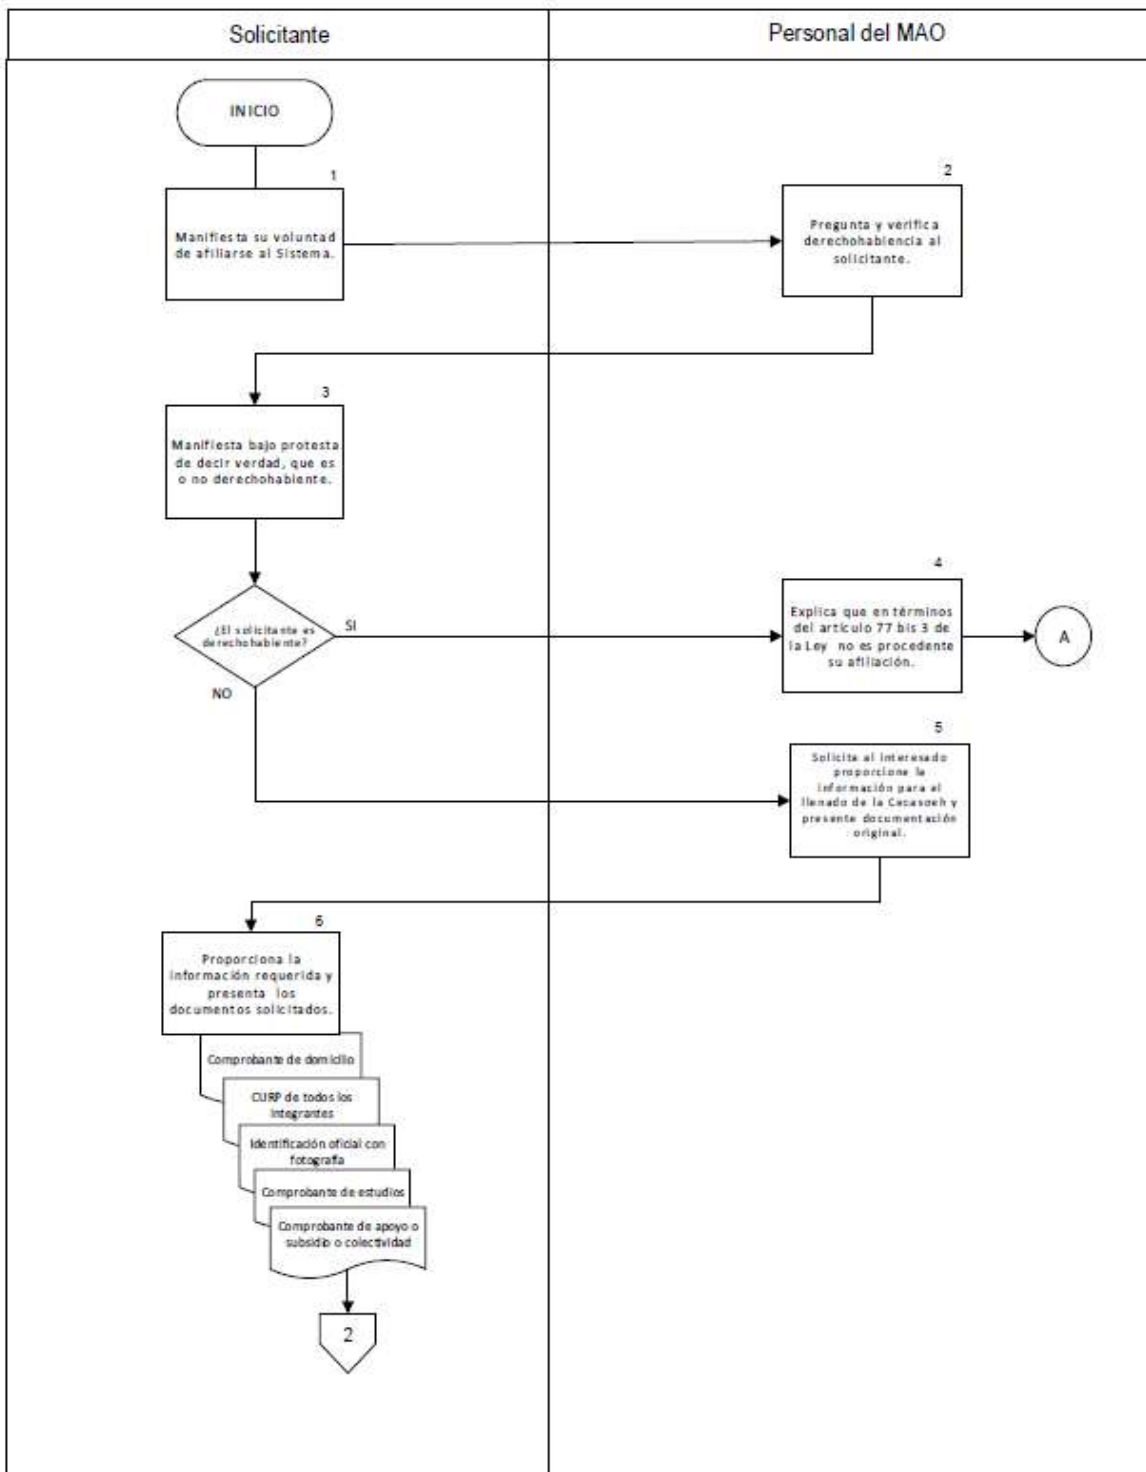 Solicitante
Personal del MAO
INICIO
1
Manifiesta su voluntad
de afiliarse al Sistema.
2
Pregunta y verifica
derechohabiencia al
solicitante.
3
Manifiesta bajo protesta
de decir verdad, que es
o no derechohabiente.
¿El solicitante es
derechohabiente?
SI
NO
4
Explica que en términos
del artículo 77 bis 3 de
la Ley no es procedente
su afiliación.
A
5
Solicita al interesado
proporcione la
información para el
llenado de la Cecasoeh y
presente documentación
original.
6
Proporciona la
información requerida y
presenta los
documentos solicitados.
Comprobante de domicilio
CURP de todos los
integrantes
Identificación oficial con
fotografía
Comprobante de estudios
Comprobante de apoyo o
subsidio o colectividad
2